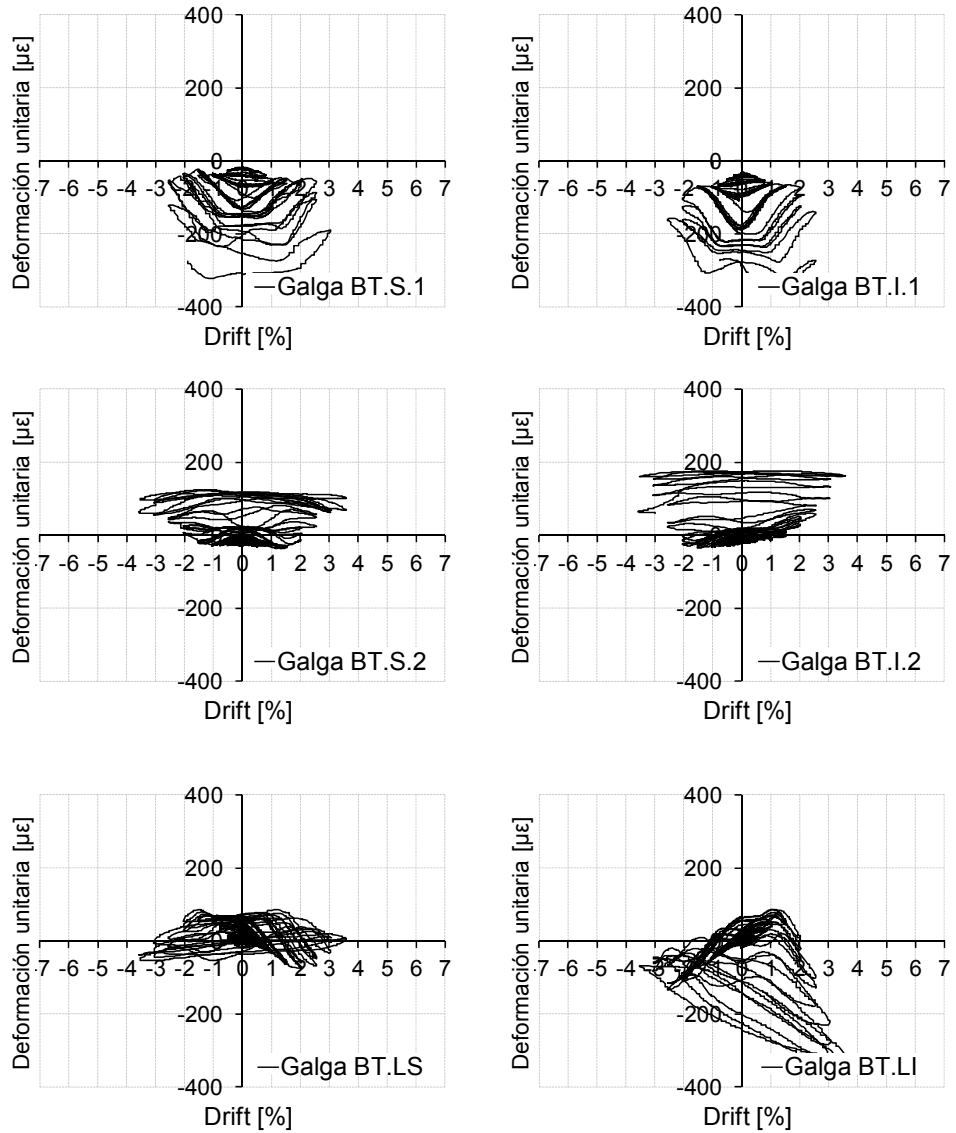 Deformación unitaria [µε]
400
200
0
-7 -6 -5 -4 -3 -2 -1 0 1 2 3 4 5 6 7
-200
-400
Galga BT.S.1
Drift [%]
Deformación unitaria [µε]
400
200
0
-7 -6 -5 -4 -3 -2 -1 0 1 2 3 4 5 6 7
-200
-400
Galga BT.I.1
Drift [%]
Deformación unitaria [µε]
400
200
0
-7 -6 -5 -4 -3 -2 -1 0 1 2 3 4 5 6 7
-200
-400
Galga BT.S.2
Drift [%]
Deformación unitaria [µε]
400
200
0
-7 -6 -5 -4 -3 -2 -1 0 1 2 3 4 5 6 7
-200
-400
Galga BT.I.2
Drift [%]
Deformación unitaria [µε]
400
200
0
-7 -6 -5 -4 -3 -2 -1 0 1 2 3 4 5 6 7
-200
-400
Galga BT.LS
Drift [%]
Deformación unitaria [µε]
400
200
0
-7 -6 -5 -4 -3 -2 -1 0 1 2 3 4 5 6 7
-200
-400
Galga BT.LI
Drift [%]